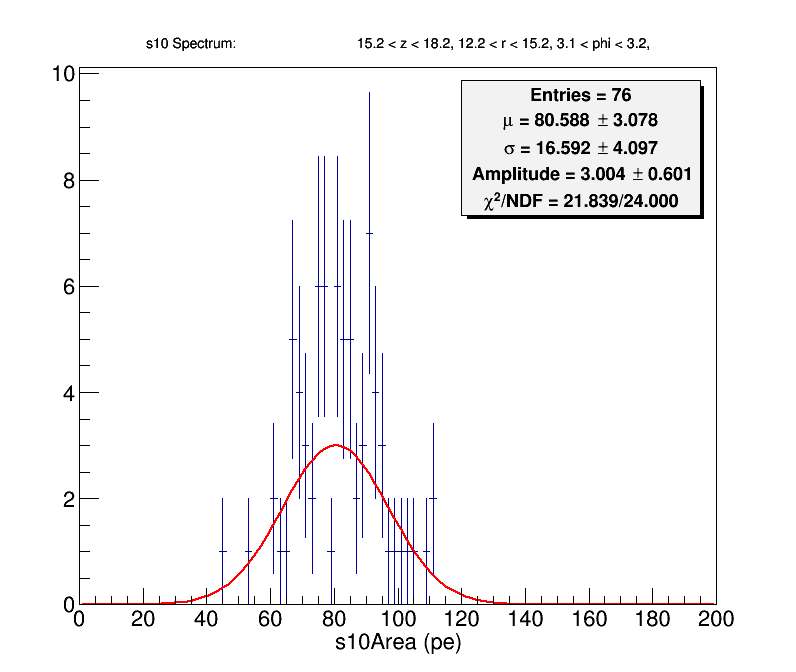 s10 Spectrum: 15.2 < z < 18.2, 12.2 < r < 15.2, 3.1 < phi < 3.2,
Entries = 76
μ = 80.588 ± 3.078
σ = 16.592 ± 4.097
Amplitude = 3.004 ± 0.601
χ²/NDF = 21.839/24.000
10
8
6
4
2
0
0 20 40 60 80 100 120 140 160 180 200
s10Area (pe)